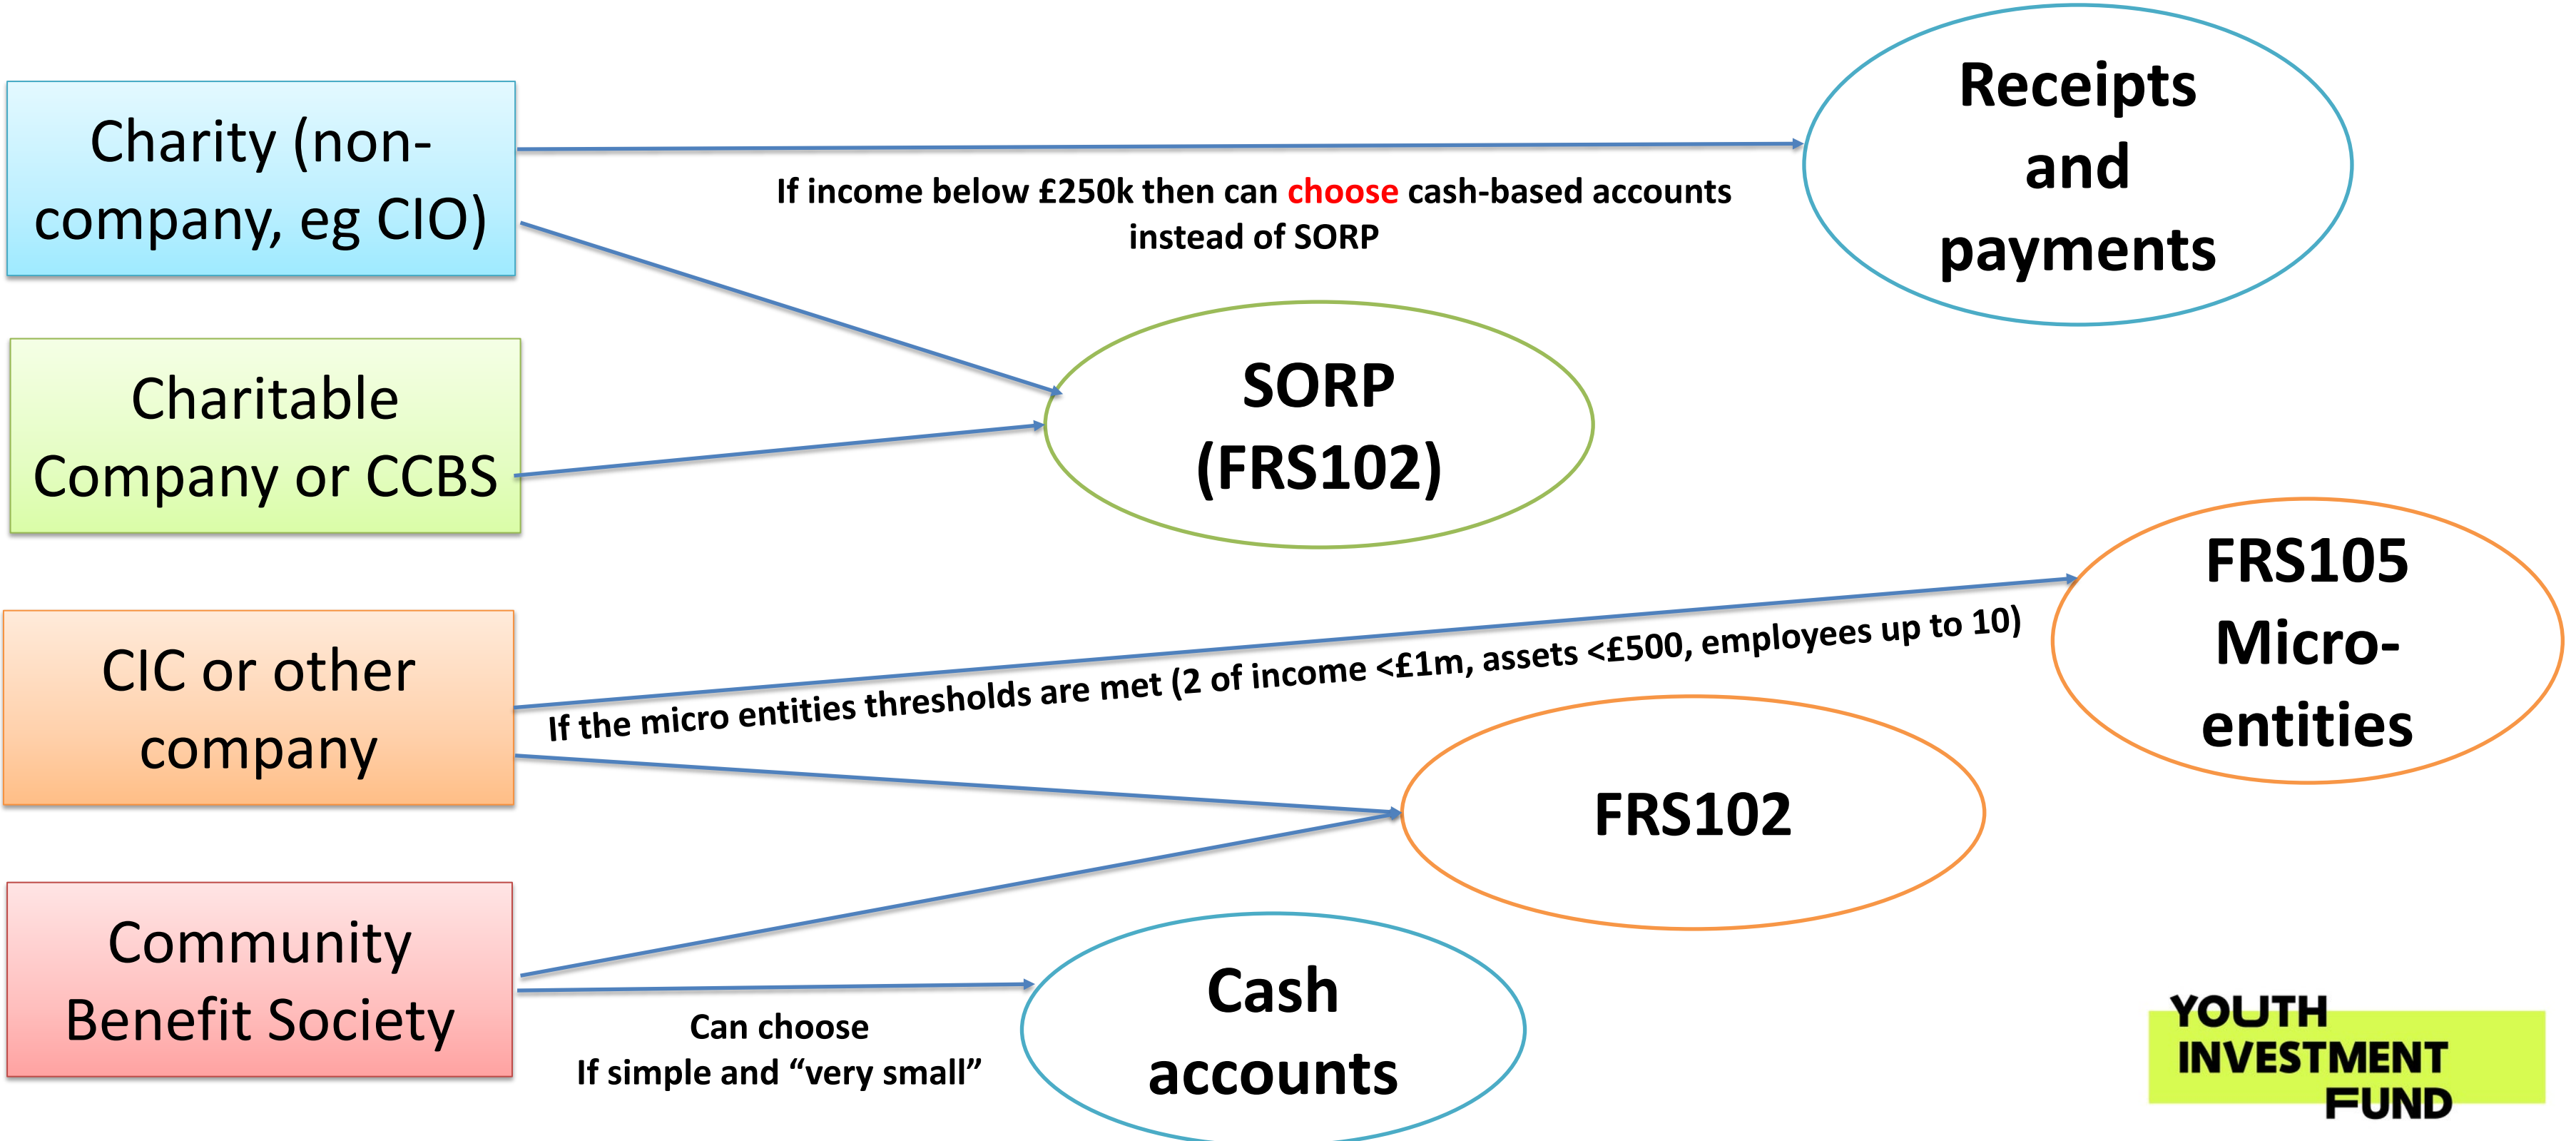 Charity (non-
company, eg CIO)
If income below £250k then can choose cash-based accounts
instead of SORP
Receipts
and
payments
Charitable
Company or CCBS
SORP
(FRS102)
CIC or other
company
If the micro entities thresholds are met (2 of income <£1m, assets <£500, employees up to 10)
FRS105
Micro-
entities
FRS102
Community
Benefit Society
Can choose
If simple and “very small”
Cash
accounts
YOUTH
INVESTMENT
FUND